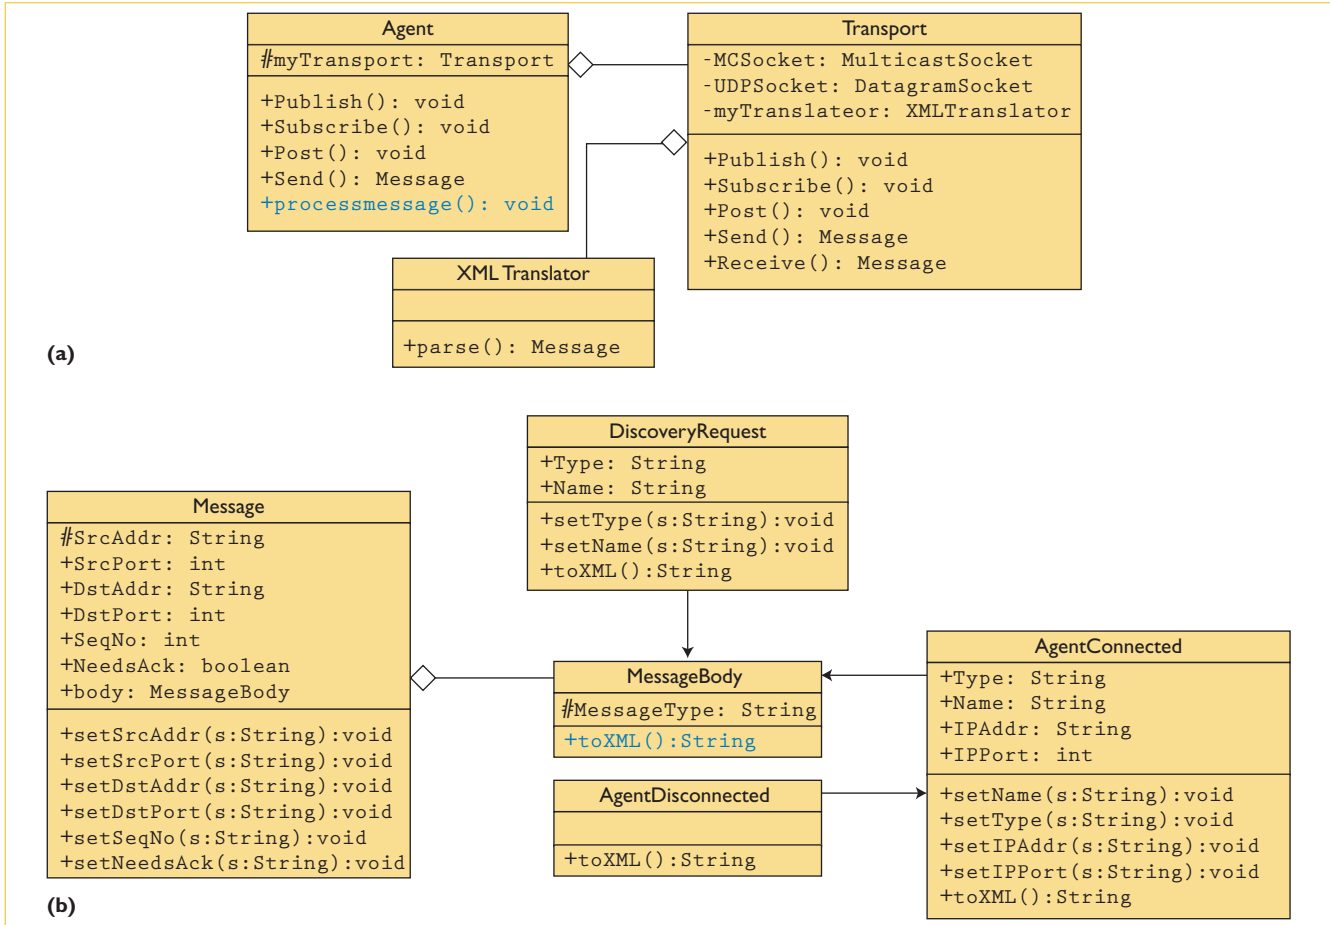 Agent
#myTransport: Transport
+Publish(): void
+Subscribe(): void
+Post(): void
+Send(): Message
+processmessage(): void
Transport
-MCSocket: MulticastSocket
-UDPSocket: DatagramSocket
-myTranslateor: XMLTranslator
+Publish(): void
+Subscribe(): void
+Post(): void
+Send(): Message
+Receive(): Message
XML Translator
+parse(): Message
(a)
DiscoveryRequest
+Type: String
+Name: String
+setType(s:String):void
+setName(s:String):void
+toXML():String
Message
#SrcAddr: String
+SrcPort: int
+DstAddr: String
+DstPort: int
+SeqNo: int
+NeedsAck: boolean
+body: MessageBody
+setSrcAddr(s:String):void
+setSrcPort(s:String):void
+setDstAddr(s:String):void
+setDstPort(s:String):void
+setSeqNo(s:String):void
+setNeedsAck(s:String):void
MessageBody
#MessageType: String
+toXML():String
AgentDisconnected
+toXML():String
AgentConnected
+Type: String
+Name: String
+IPAddr: String
+IPPort: int
+setName(s:String):void
+setType(s:String):void
+setIPAddr(s:String):void
+setIPPort(s:String):void
+toXML():String
(b)